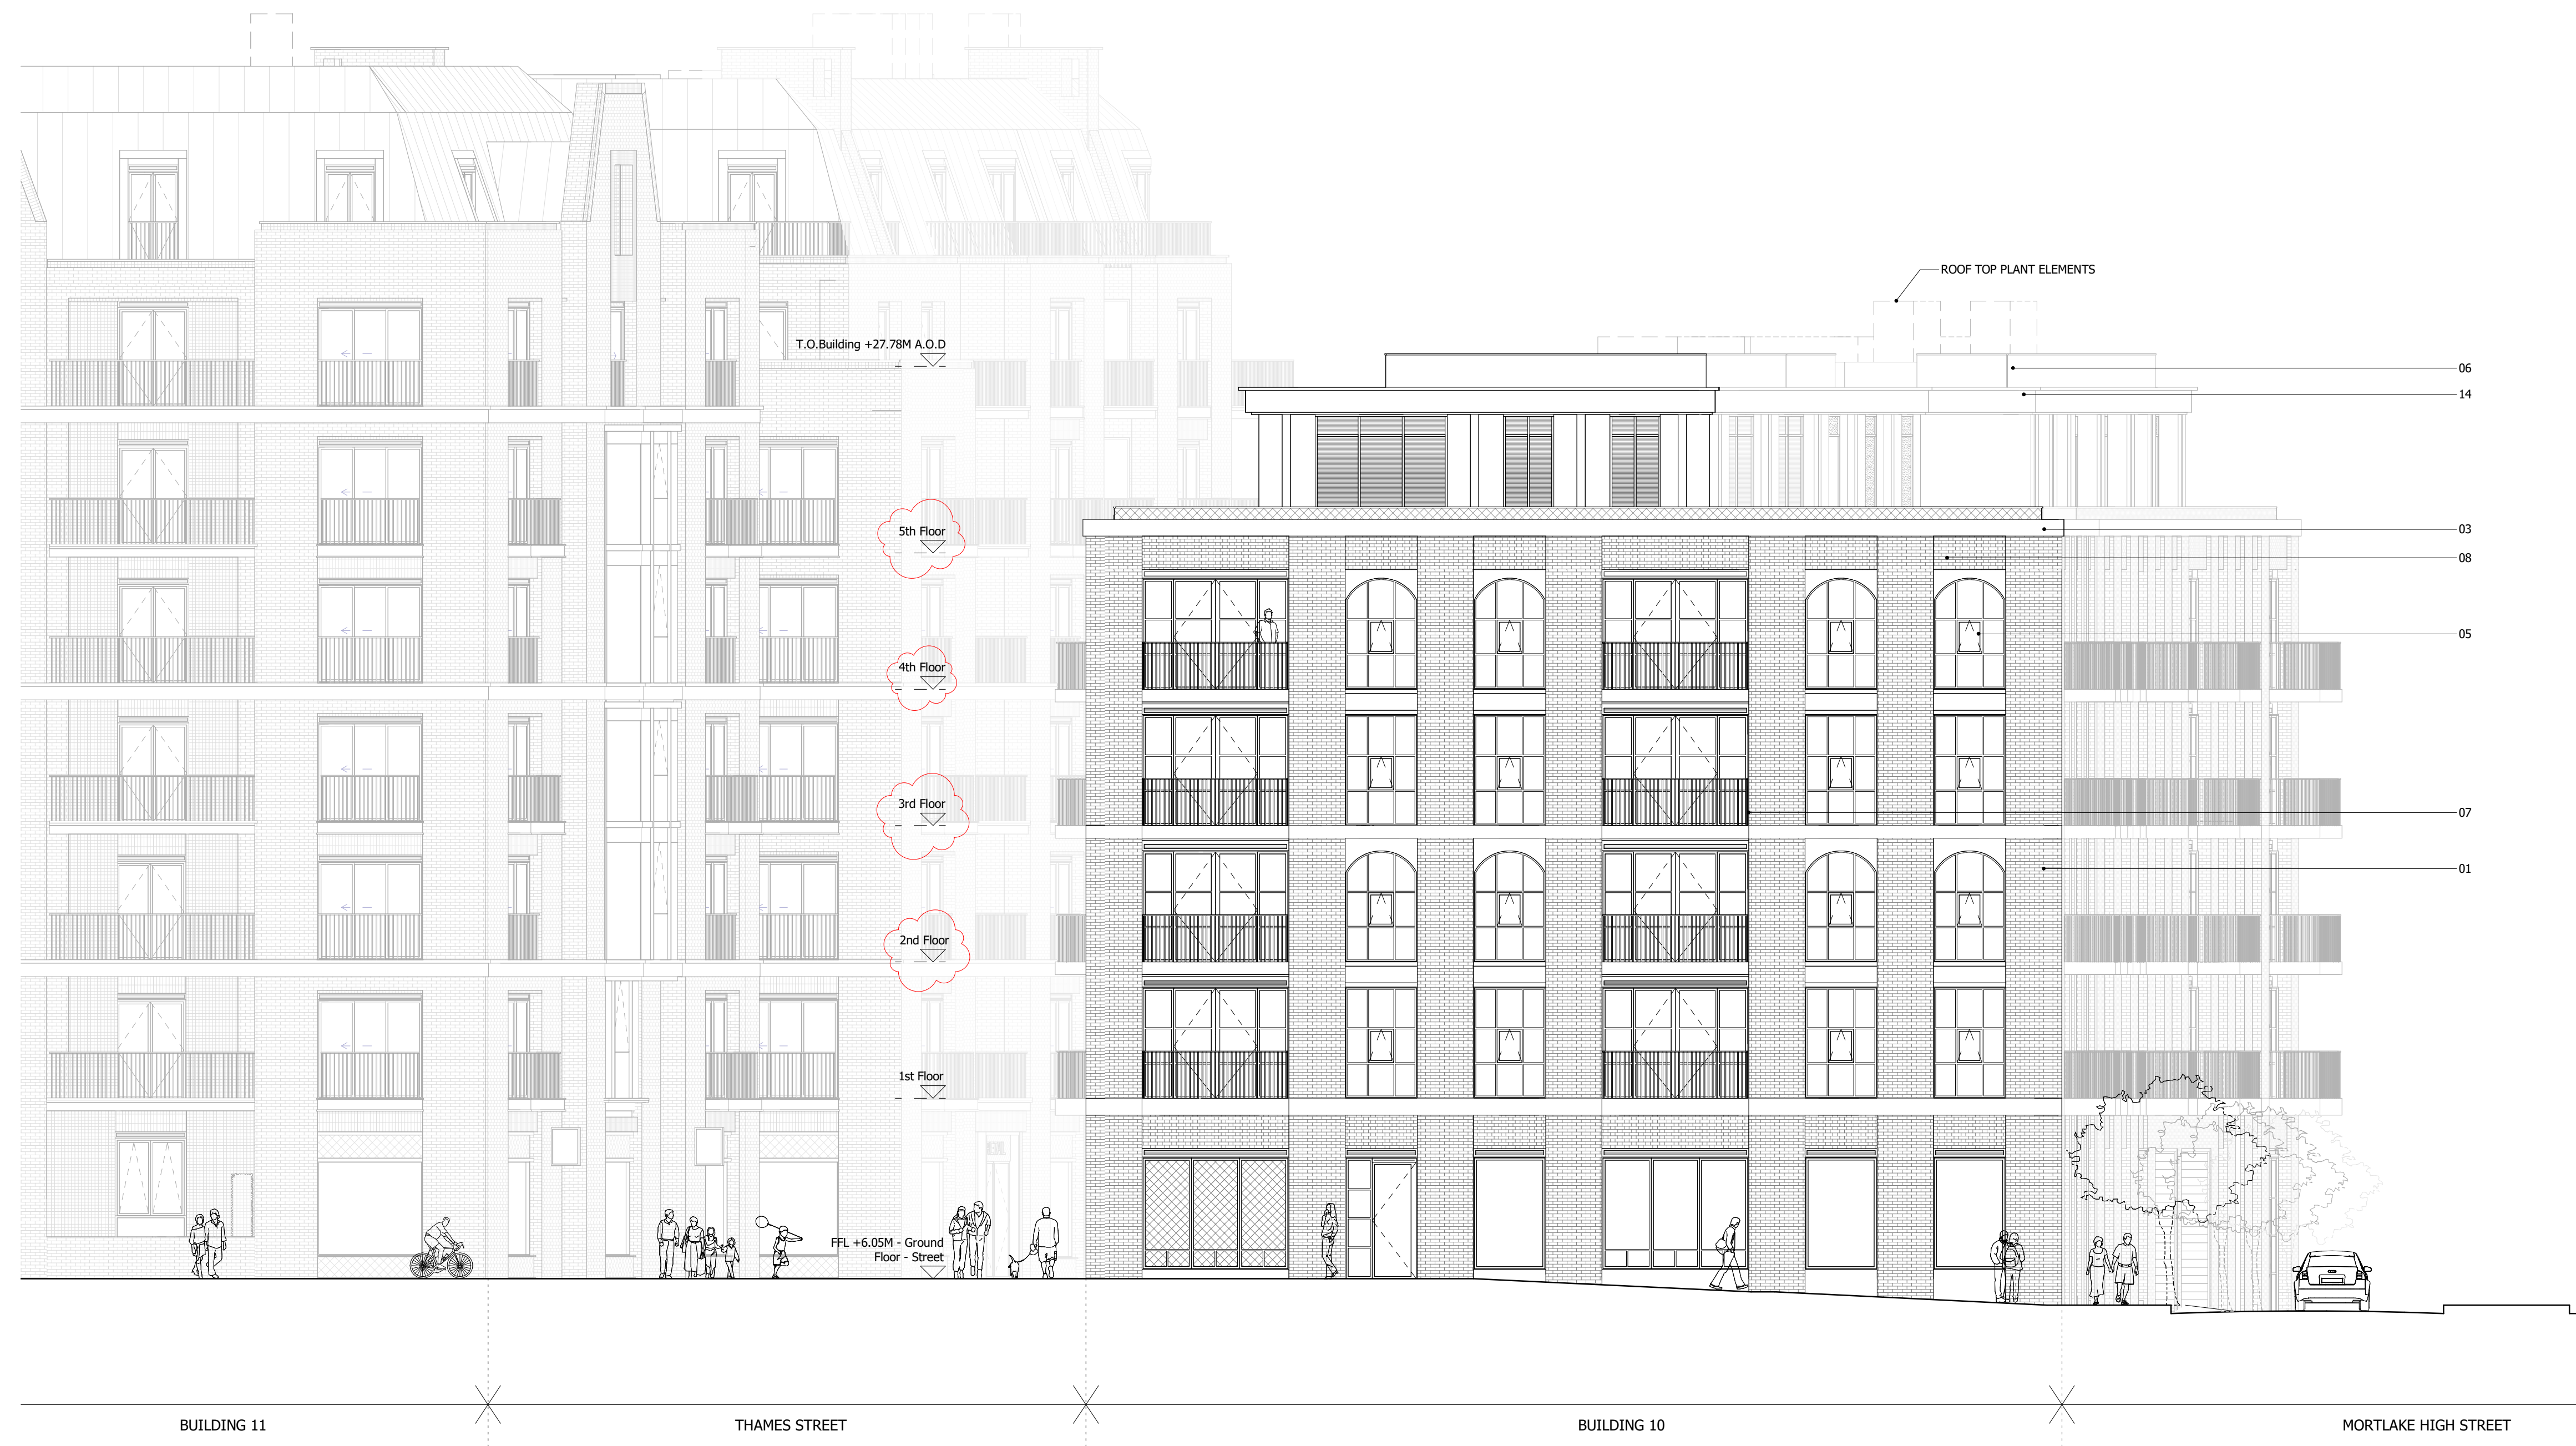 ROOF TOP PLANT ELEMENTS
T.O.Building +27.78M A.O.D
06
14
5th Floor
03
08
05
4th Floor
3rd Floor
07
01
2nd Floor
1st Floor
FFL +6.05M - Ground
Floor - Street
BUILDING 11
THAMES STREET
BUILDING 10
MORTLAKE HIGH STREET